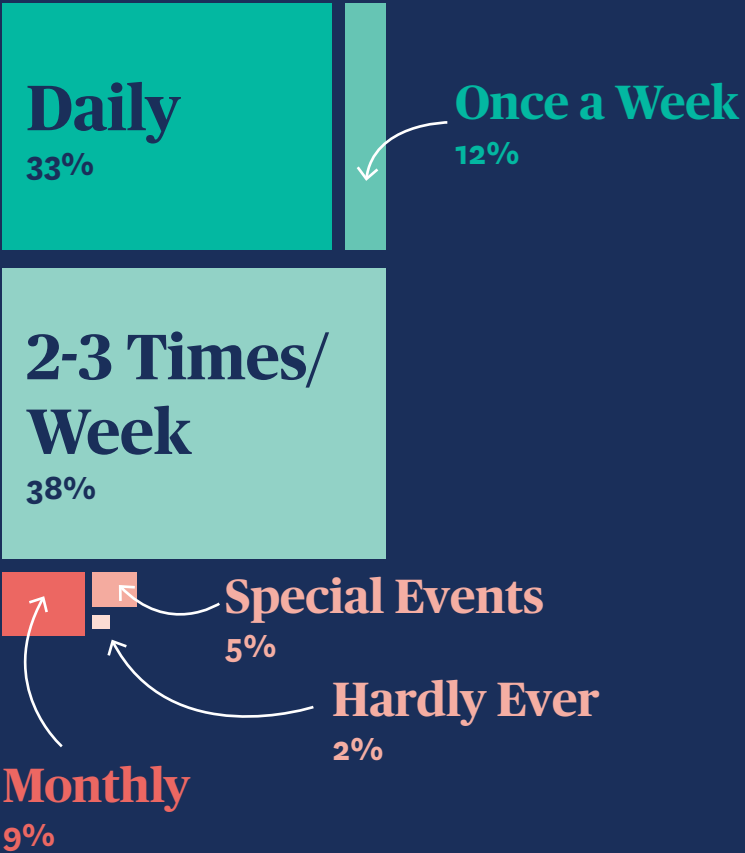 Daily
33%
Once a Week
12%
2-3 Times/
Week
38%
Special Events
5%
Hardly Ever
2%
Monthly
9%